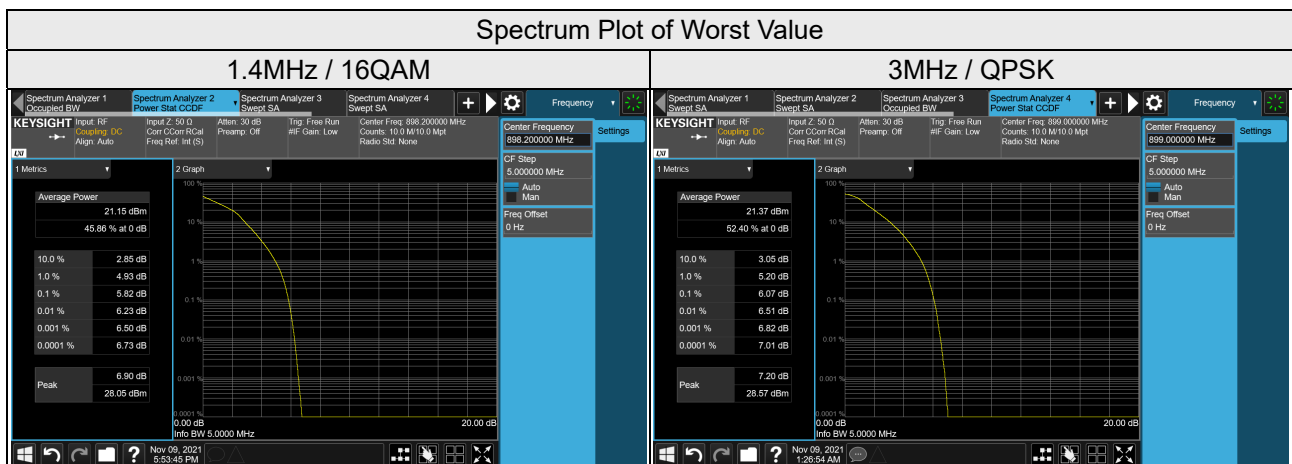 Spectrum Plot of Worst Value
1.4MHz / 16QAM
3MHz / QPSK
Spectrum Analyzer 1
Occupied BW
Spectrum Analyzer 2
Power Stat CCDF
Spectrum Analyzer 3
Swept SA
Spectrum Analyzer 4
Swept SA
Frequency
KEYSIGHT
Input: RF
Coupling: DC
Align: Auto
Input Z: 50 Ω
Corr CCorr RCal
Freq Ref: Int (S)
Atten: 30 dB
Preamp: Off
Trig: Free Run
#IF Gain: Low
Center Freq: 898.200000 MHz
Counts: 10.0 M/10.0 Mpt
Radio Std: None
LXI
Center Frequency
898.200000 MHz
Settings
CF Step
5.000000 MHz
Auto
Man
Freq Offset
0 Hz
1 Metrics
2 Graph
Average Power
21.15 dBm
45.86 % at 0 dB
10.0 % 2.85 dB
1.0 % 4.93 dB
0.1 % 5.82 dB
0.01 % 6.23 dB
0.001 % 6.50 dB
0.0001 % 6.73 dB
Peak
6.90 dB
28.05 dBm
100 %
10 %
1 %
0.1 %
0.01 %
0.001 %
0.0001 %
0.00 dB
20.00 dB
Info BW 5.0000 MHz
Nov 09, 2021
5:53:45 PM
Spectrum Analyzer 1
Swept SA
Spectrum Analyzer 2
Swept SA
Spectrum Analyzer 3
Occupied BW
Spectrum Analyzer 4
Power Stat CCDF
Frequency
KEYSIGHT
Input: RF
Coupling: DC
Align: Auto
Input Z: 50 Ω
Corr CCorr RCal
Freq Ref: Int (S)
Atten: 30 dB
Preamp: Off
Trig: Free Run
#IF Gain: Low
Center Freq: 899.000000 MHz
Counts: 10.0 M/10.0 Mpt
Radio Std: None
LXI
Center Frequency
899.000000 MHz
Settings
CF Step
5.000000 MHz
Auto
Man
Freq Offset
0 Hz
1 Metrics
2 Graph
Average Power
21.37 dBm
52.40 % at 0 dB
10.0 % 3.05 dB
1.0 % 5.20 dB
0.1 % 6.07 dB
0.01 % 6.51 dB
0.001 % 6.82 dB
0.0001 % 7.01 dB
Peak
7.20 dB
28.57 dBm
100 %
10 %
1 %
0.1 %
0.01 %
0.001 %
0.0001 %
0.00 dB
20.00 dB
Info BW 5.0000 MHz
Nov 09, 2021
1:26:54 AM